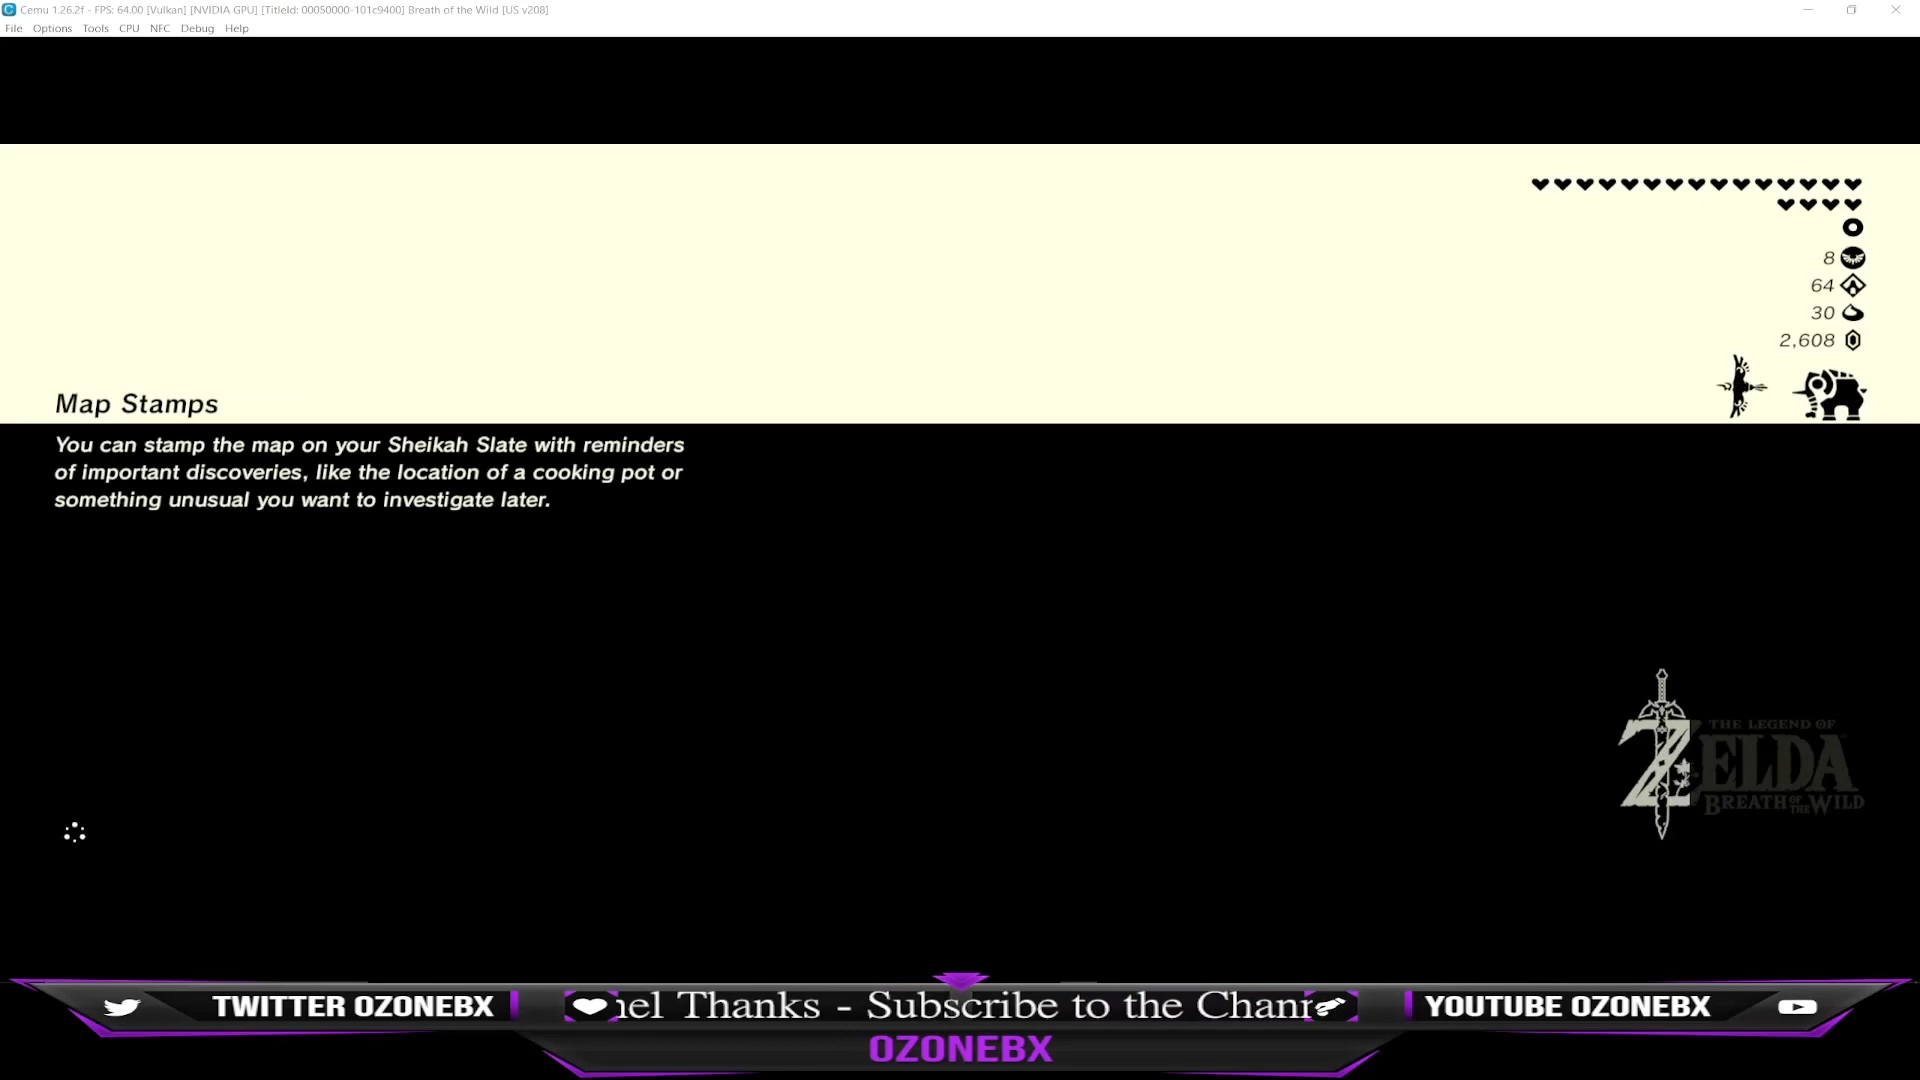 Cemu 1.26.2f - FPS: 64.00 [Vulkan] [NVIDIA GPU] [TitleId: 00050000-101c9400] Breath of the Wild [US v208]
File Options Tools CPU NFC Debug Help
8
64
30
2,608
Map Stamps
You can stamp the map on your Sheikah Slate with reminders
of important discoveries, like the location of a cooking pot or
something unusual you want to investigate later.
THE LEGEND OF
ZELDA
BREATH OF THE WILD
TWITTER OZONEBX
nel Thanks - Subscribe to the Chan
YOUTUBE OZONEBX
OZONEBX